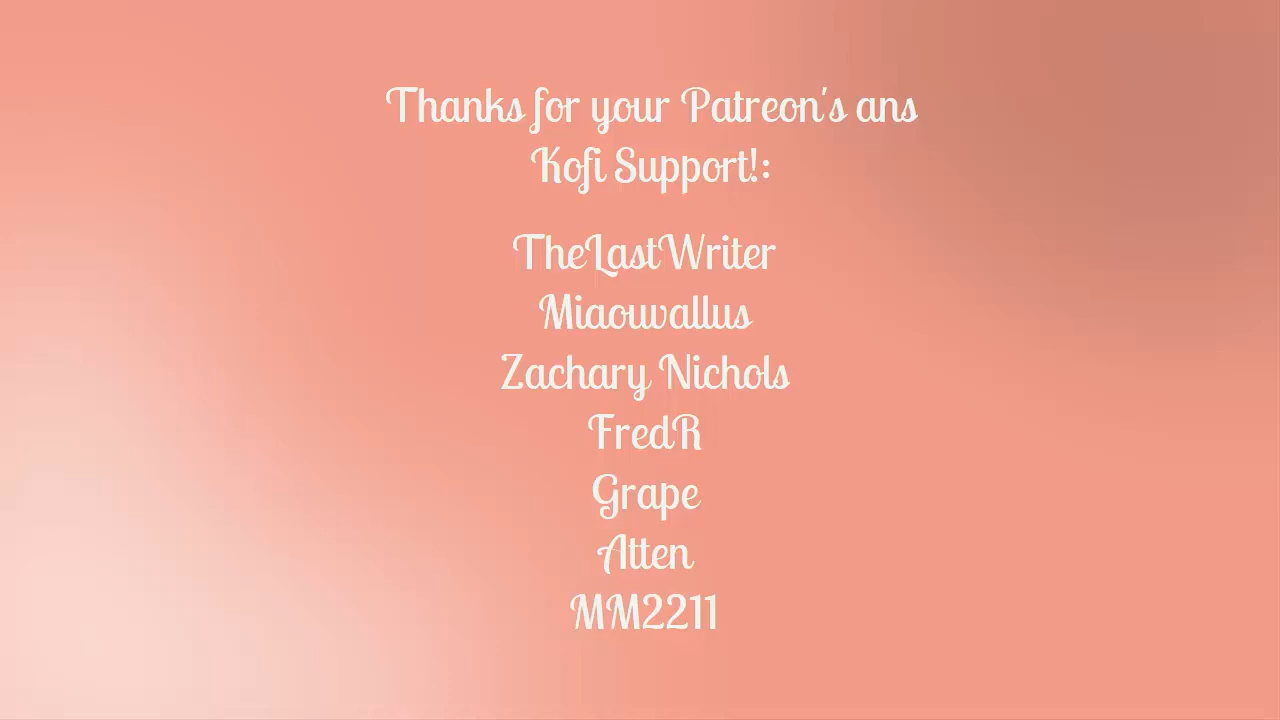 Thanks for your Patreon's ans
Kofi Support!:
TheLastWriter
Miaouvallus
Zachary Nichols
FredR
Grape
Atten
MM2211